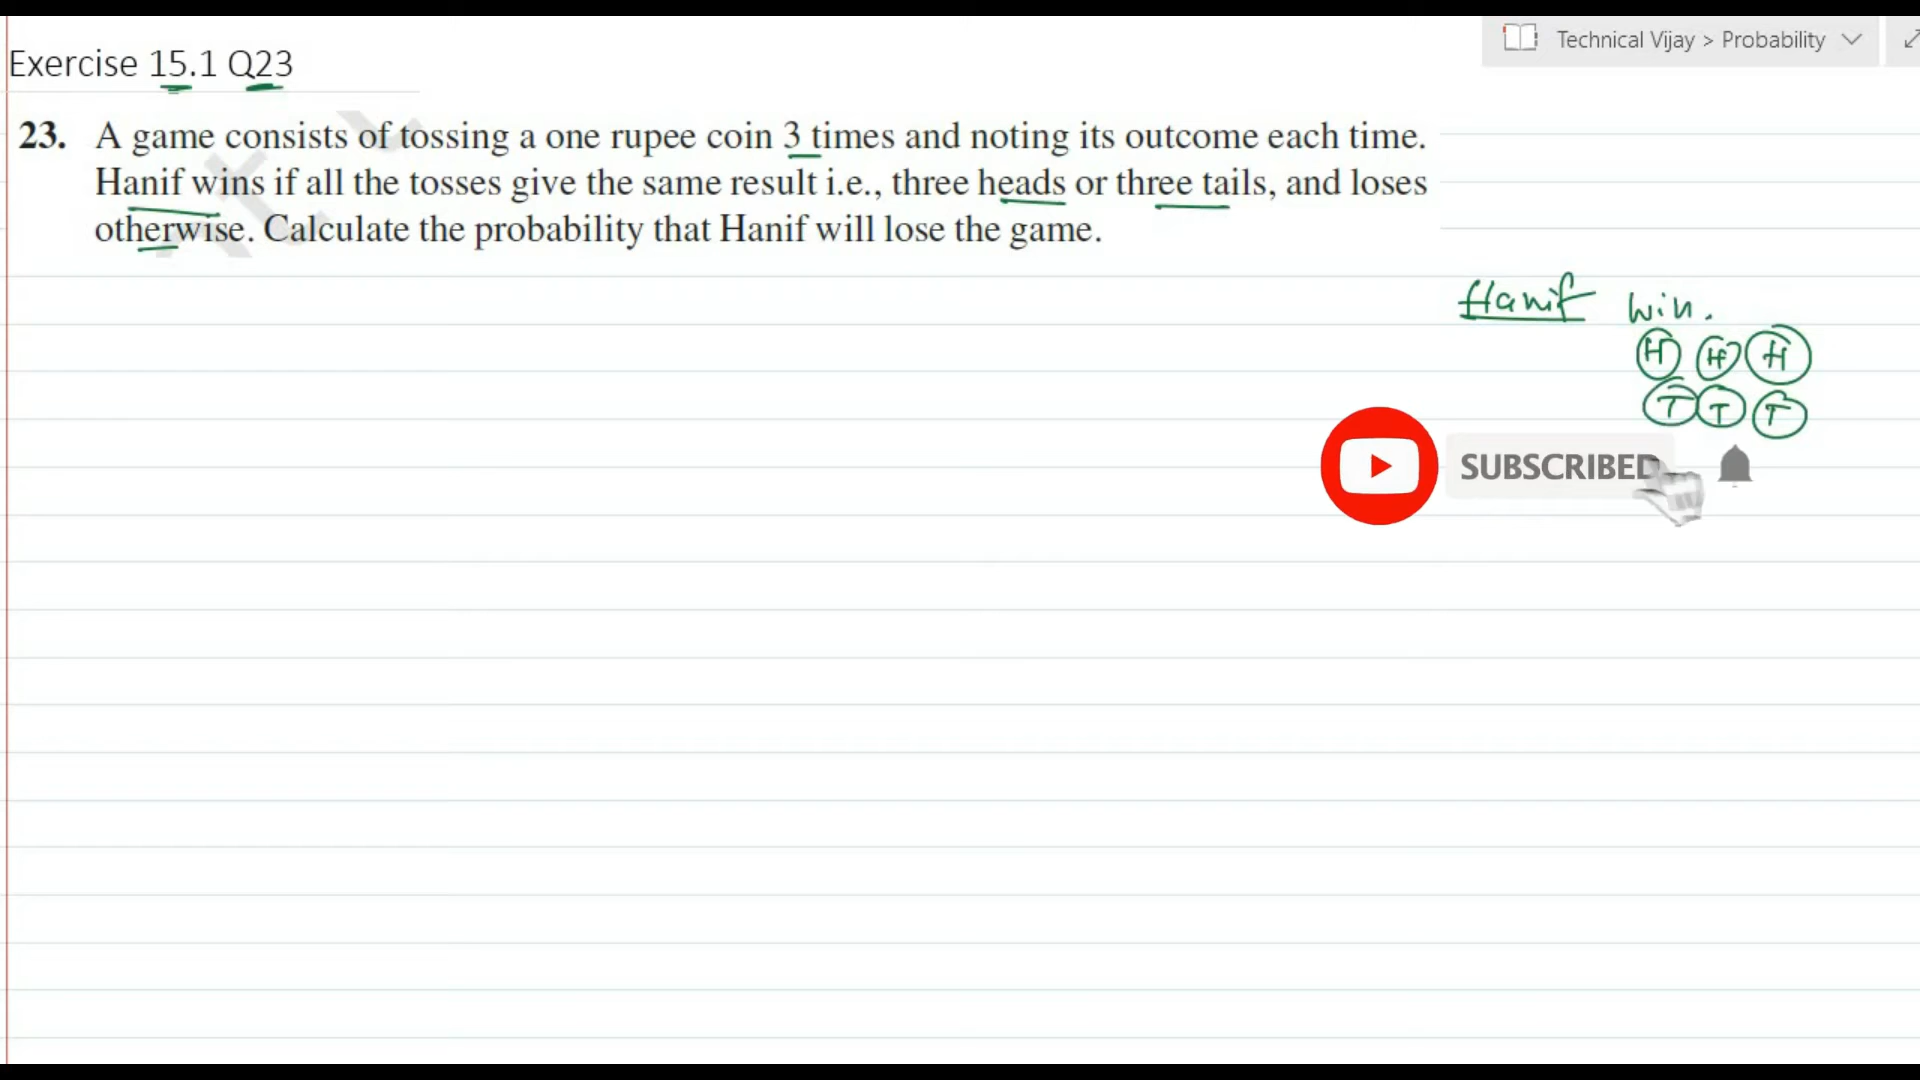 Technical Vijay > Probability
Exercise 15.1 Q23
23. A game consists of tossing a one rupee coin 3 times and noting its outcome each time.
Hanif wins if all the tosses give the same result i.e., three heads or three tails, and loses
otherwise. Calculate the probability that Hanif will lose the game.
Hanif win.
H H H
T T T
SUBSCRIBED